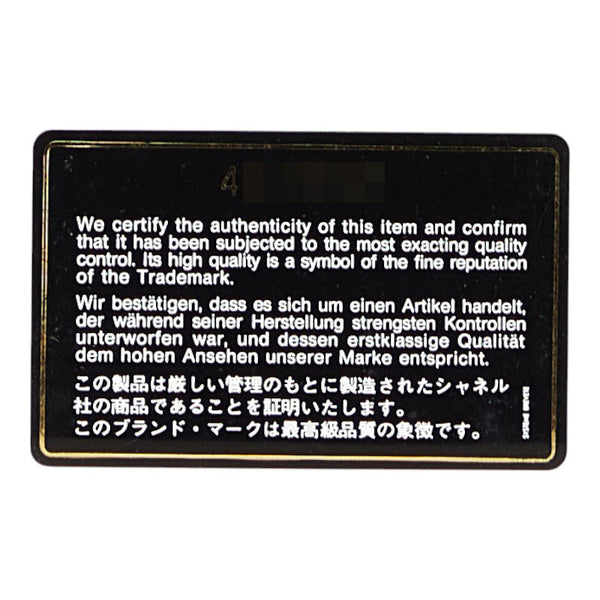 4
We certify the authenticity of this item and confirm
that it has been subjected to the most exacting quality
control. Its high quality is a symbol of the fine reputation
of the Trademark.
Wir bestätigen, dass es sich um einen Artikel handelt,
der während seiner Herstellung strengsten Kontrollen
unterworfen war, und dessen erstklassige Qualität
dem hohen Ansehen unserer Marke entspricht.
この製品は厳しい管理のもとに製造されたシャネル
社の商品であることを証明いたします。
このブランド・マークは最高級品質の象徴です。